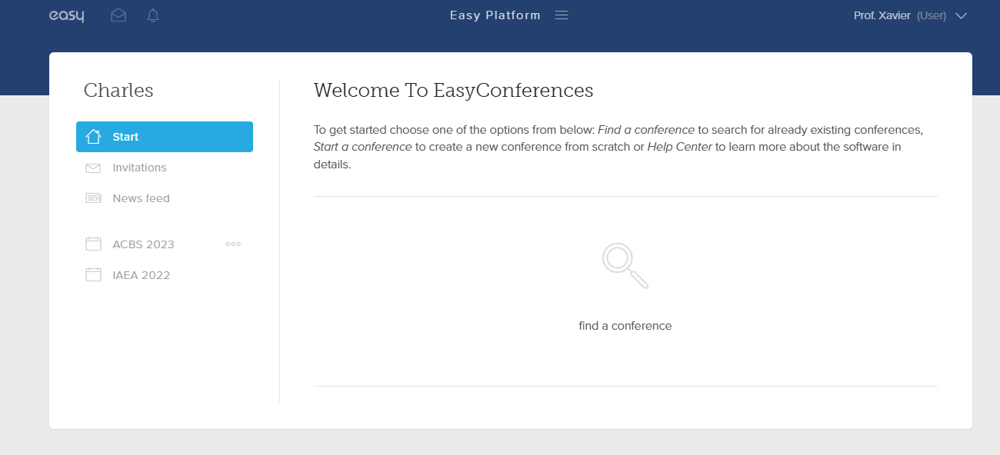 easy
Easy Platform
Prof. Xavier (User)
Charles
Start
Invitations
News feed
ACBS 2023
IAEA 2022
Welcome To EasyConferences
To get started choose one of the options from below: Find a conference to search for already existing conferences,
Start a conference to create a new conference from scratch or Help Center to learn more about the software in
details.
find a conference